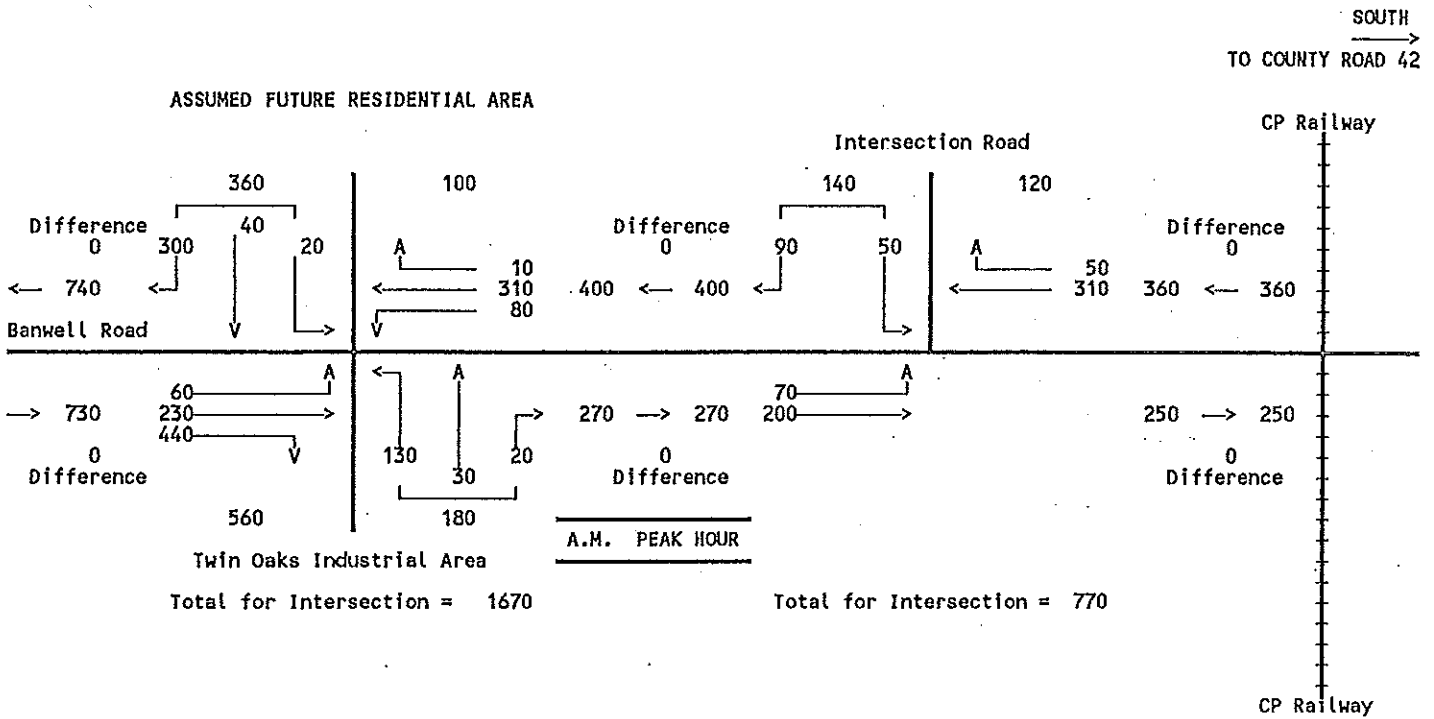 SOUTH
TO COUNTY ROAD 42
ASSUMED FUTURE RESIDENTIAL AREA
CP Railway
Intersection Road
360 100 140 120
Difference 40 Difference Difference
0 300 20 A 0 90 50 A 0
10 50
<— 740 <— <— 310 400 <— 400 <— <— 310 360 <— 360
80
Banwell Road V —> V —>
A <— A A
60 70
—> 730 230 —> —> 270 —> 270 200 —> 250 —> 250
440
0 V 130 20 0 0
Difference 30 Difference Difference
560 180
A.M. PEAK HOUR
Twin Oaks Industrial Area
Total for Intersection = 1670 Total for Intersection = 770
CP Railway